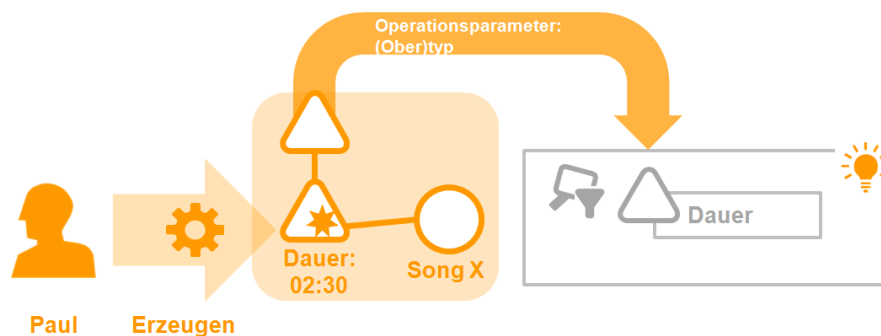 Operationsparameter:
(Ober)typ
Dauer
Dauer:
02:30
Song X
Paul
Erzeugen